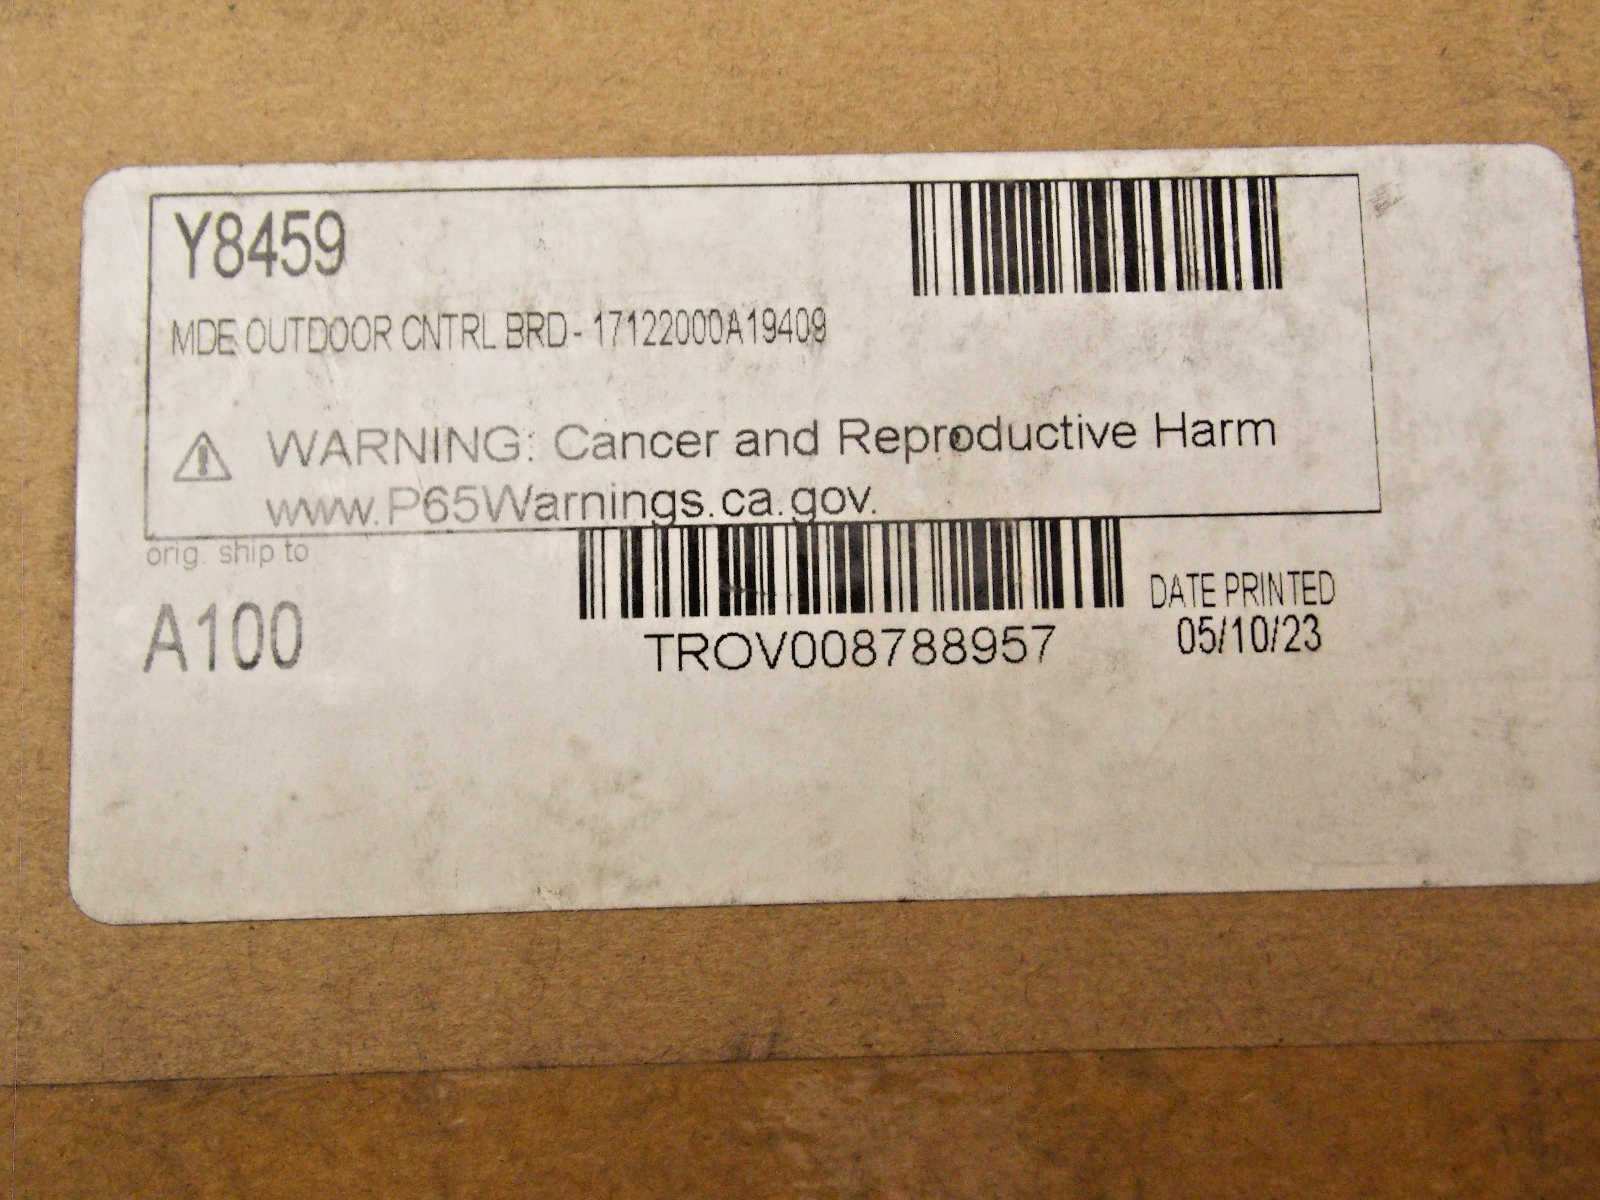 Y8459
MDE OUTDOOR CNTRL BRD - 17122000A19409
WARNING: Cancer and Reproductive Harm
www.P65Warnings.ca.gov.
orig. ship to
A100
TROV008788957
DATE PRINTED
05/10/23